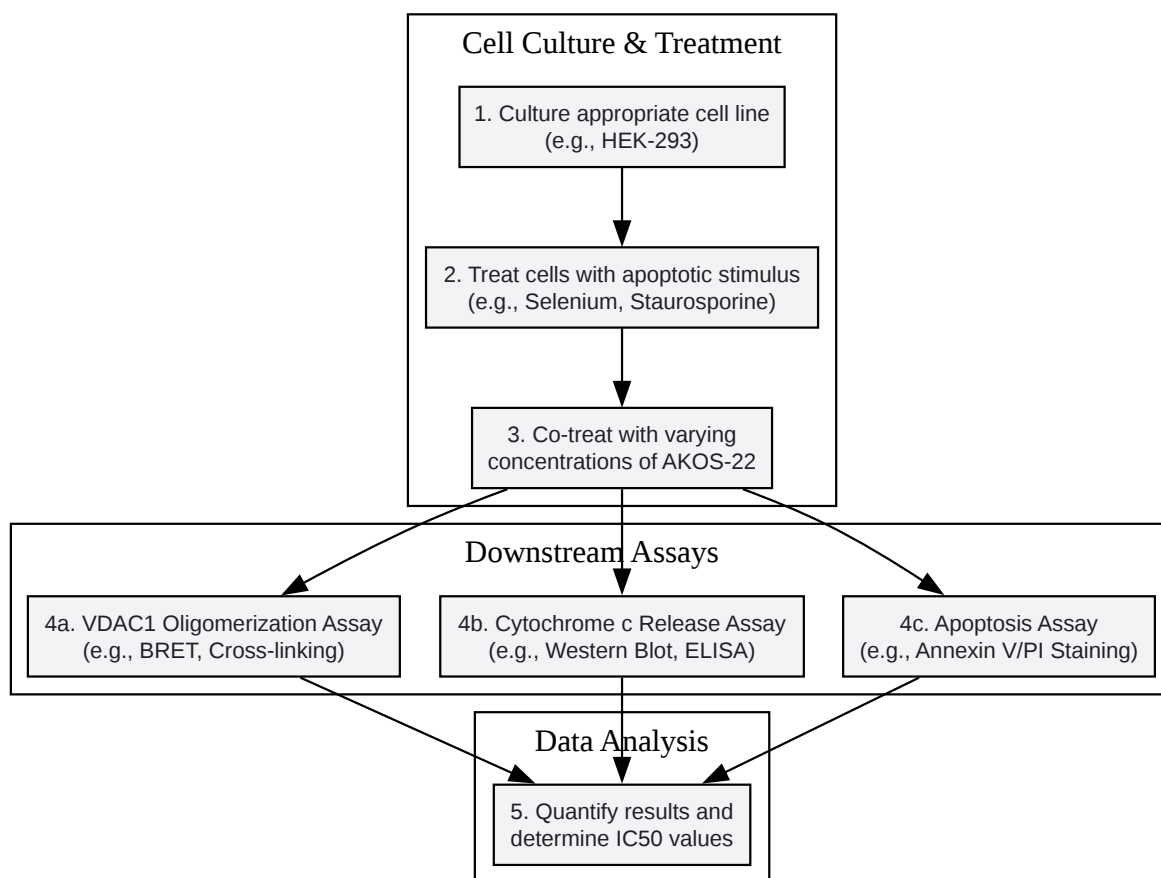 Cell Culture & Treatment
1. Culture appropriate cell line
(e.g., HEK-293)
2. Treat cells with apoptotic stimulus
(e.g., Selenium, Staurosporine)
3. Co-treat with varying
concentrations of AKOS-22
Downstream Assays
4a. VDAC1 Oligomerization Assay
(e.g., BRET, Cross-linking)
4b. Cytochrome c Release Assay
(e.g., Western Blot, ELISA)
4c. Apoptosis Assay
(e.g., Annexin V/PI Staining)
Data Analysis
5. Quantify results and
determine IC50 values